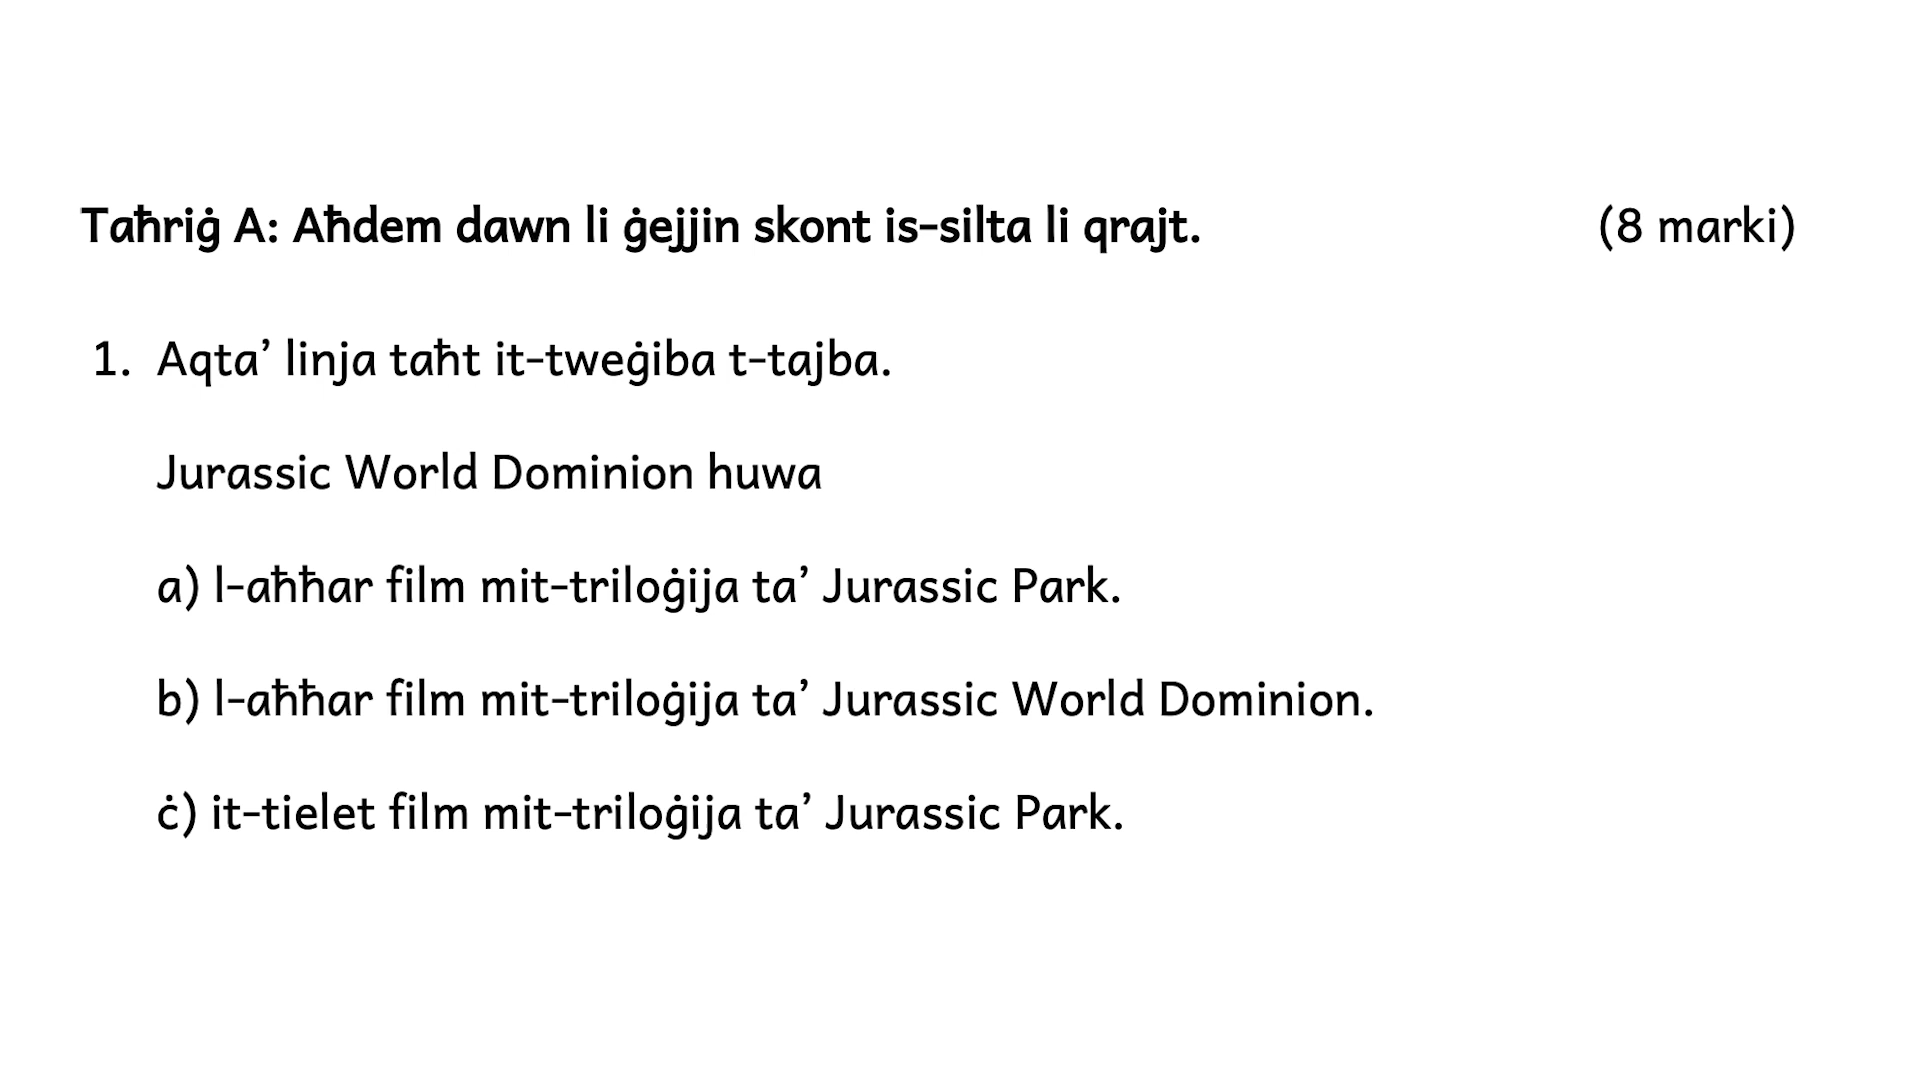 Taħriġ A: Aħdem dawn li ġejjin skont is-silta li qrajt. (8 marki)
1. Aqta’ linja taħt it-tweġiba t-tajba.
Jurassic World Dominion huwa
a) l-aħħar film mit-triloġija ta’ Jurassic Park.
b) l-aħħar film mit-triloġija ta’ Jurassic World Dominion.
ċ) it-tielet film mit-triloġija ta’ Jurassic Park.